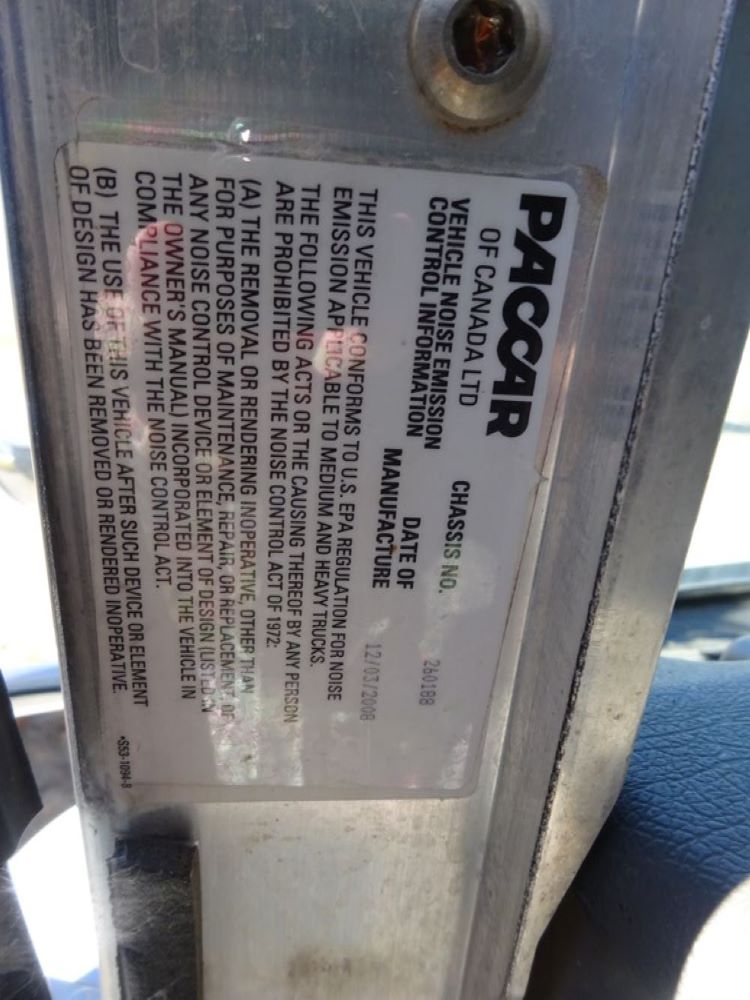 PACCAR
OF CANADA LTD
VEHICLE NOISE EMISSION
CONTROL INFORMATION
CHASSIS NO. 260188
DATE OF
MANUFACTURE 12/03/2008
THIS VEHICLE CONFORMS TO U.S. EPA REGULATION FOR NOISE
EMISSION APPLICABLE TO MEDIUM AND HEAVY TRUCKS.
THE FOLLOWING ACTS OR THE CAUSING THEREOF BY ANY PERSON
ARE PROHIBITED BY THE NOISE CONTROL ACT OF 1972:
(A) THE REMOVAL OR RENDERING INOPERATIVE, OTHER THAN
FOR PURPOSES OF MAINTENANCE, REPAIR, OR REPLACEMENT OF
ANY NOISE CONTROL DEVICE OR ELEMENT OF DESIGN (LISTED IN
THE OWNER'S MANUAL) INCORPORATED INTO THE VEHICLE IN
COMPLIANCE WITH THE NOISE CONTROL ACT.
(B) THE USE OF THIS VEHICLE AFTER SUCH DEVICE OR ELEMENT
OF DESIGN HAS BEEN REMOVED OR RENDERED INOPERATIVE.
•S53-1094-8